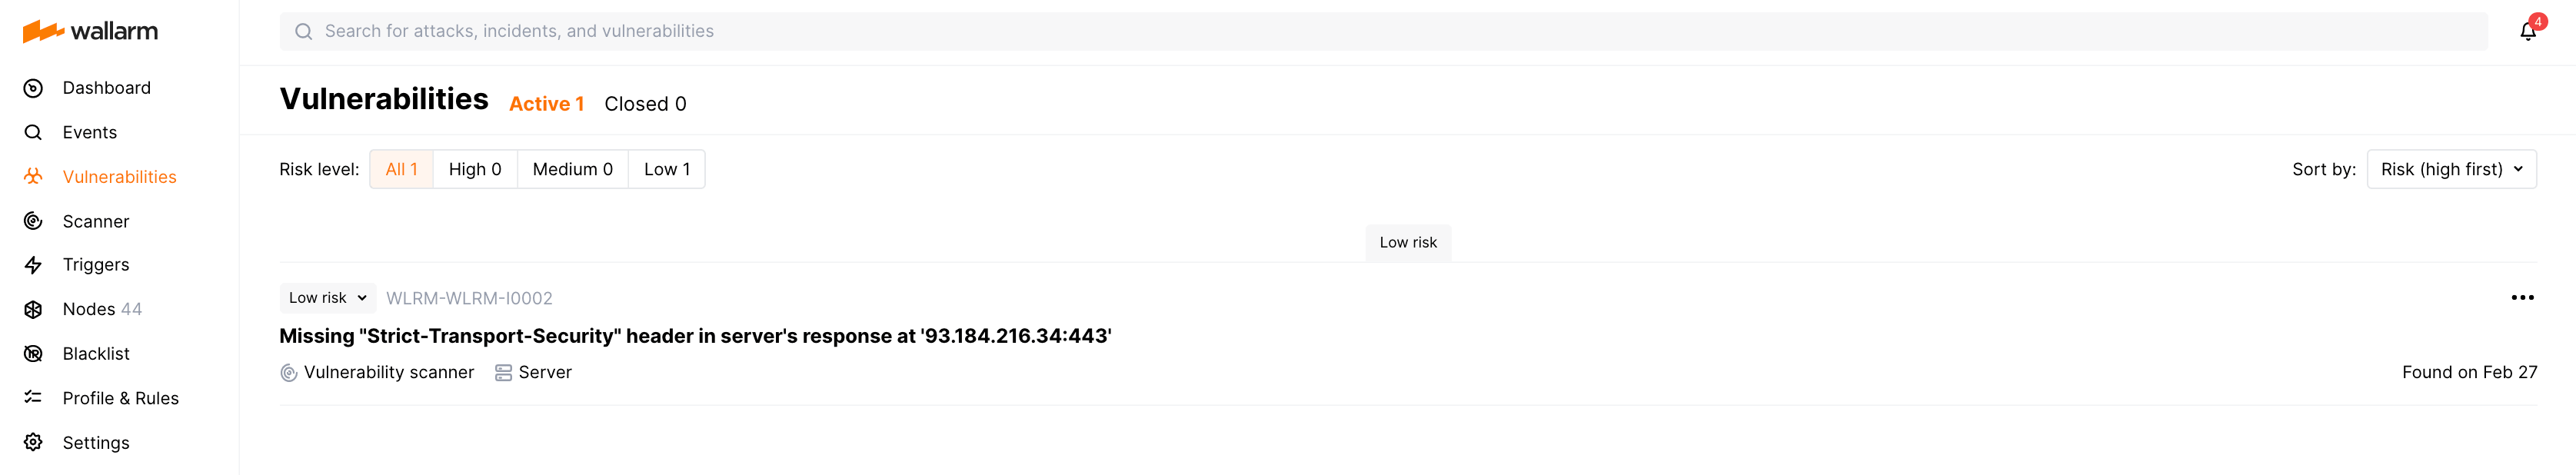 wallarm
Search for attacks, incidents, and vulnerabilities
4
Dashboard
Events
Vulnerabilities
Scanner
Triggers
Nodes 44
Blacklist
Profile & Rules
Settings
Vulnerabilities Active 1 Closed 0
Risk level: All 1 High 0 Medium 0 Low 1
Sort by: Risk (high first)
Low risk
Low risk WLRM-WLRM-I0002
Missing "Strict-Transport-Security" header in server's response at '93.184.216.34:443'
Vulnerability scanner Server
Found on Feb 27